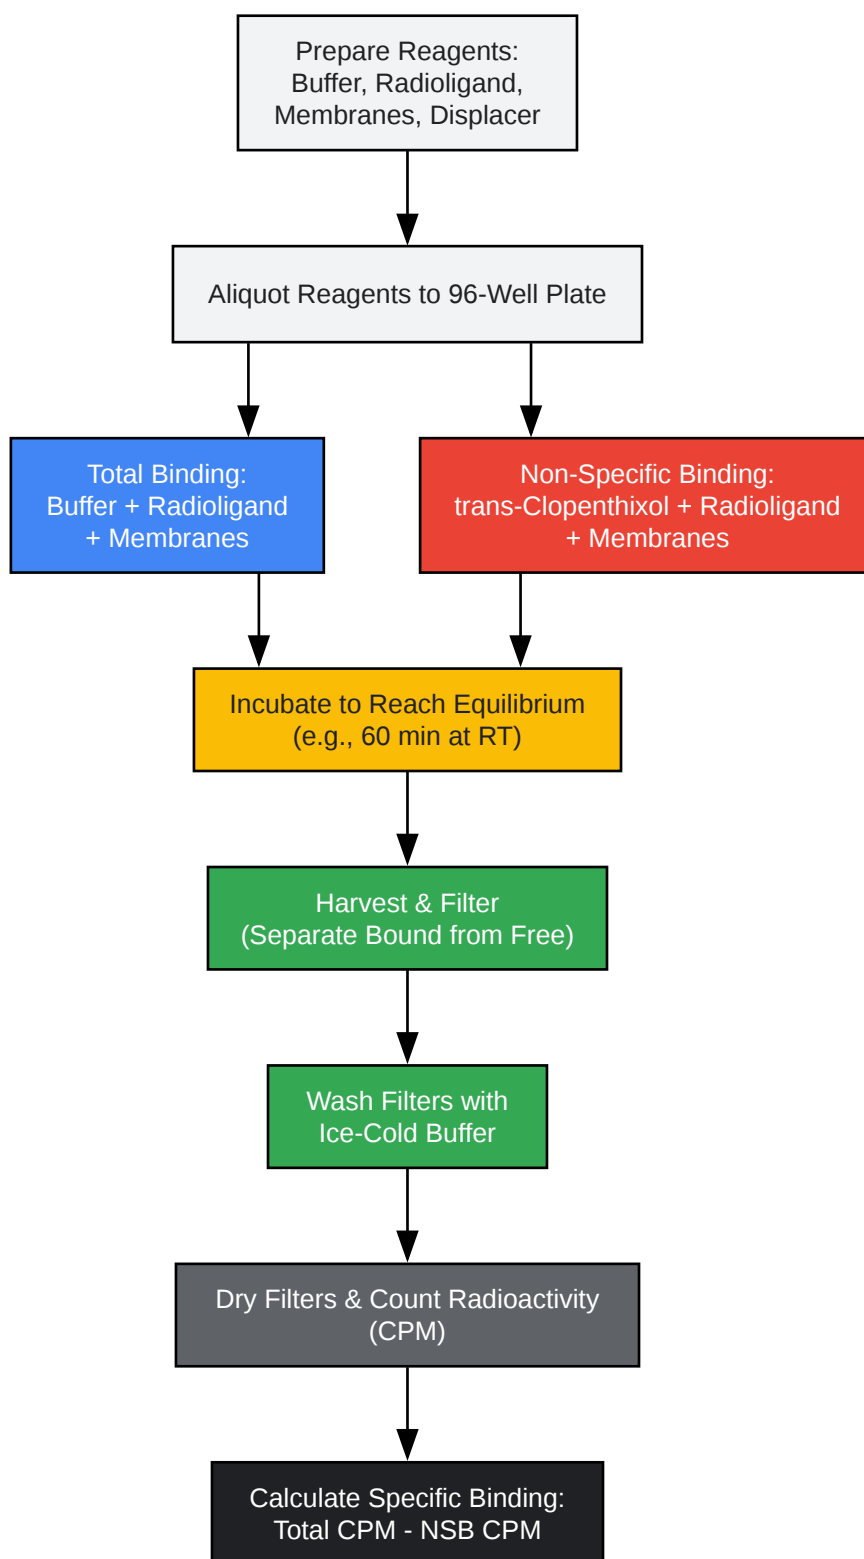 Prepare Reagents:
Buffer, Radioligand,
Membranes, Displacer
Aliquot Reagents to 96-Well Plate
Total Binding:
Buffer + Radioligand
+ Membranes
Non-Specific Binding:
trans-Clopenthixol + Radioligand
+ Membranes
Incubate to Reach Equilibrium
(e.g., 60 min at RT)
Harvest & Filter
(Separate Bound from Free)
Wash Filters with
Ice-Cold Buffer
Dry Filters & Count Radioactivity
(CPM)
Calculate Specific Binding:
Total CPM - NSB CPM